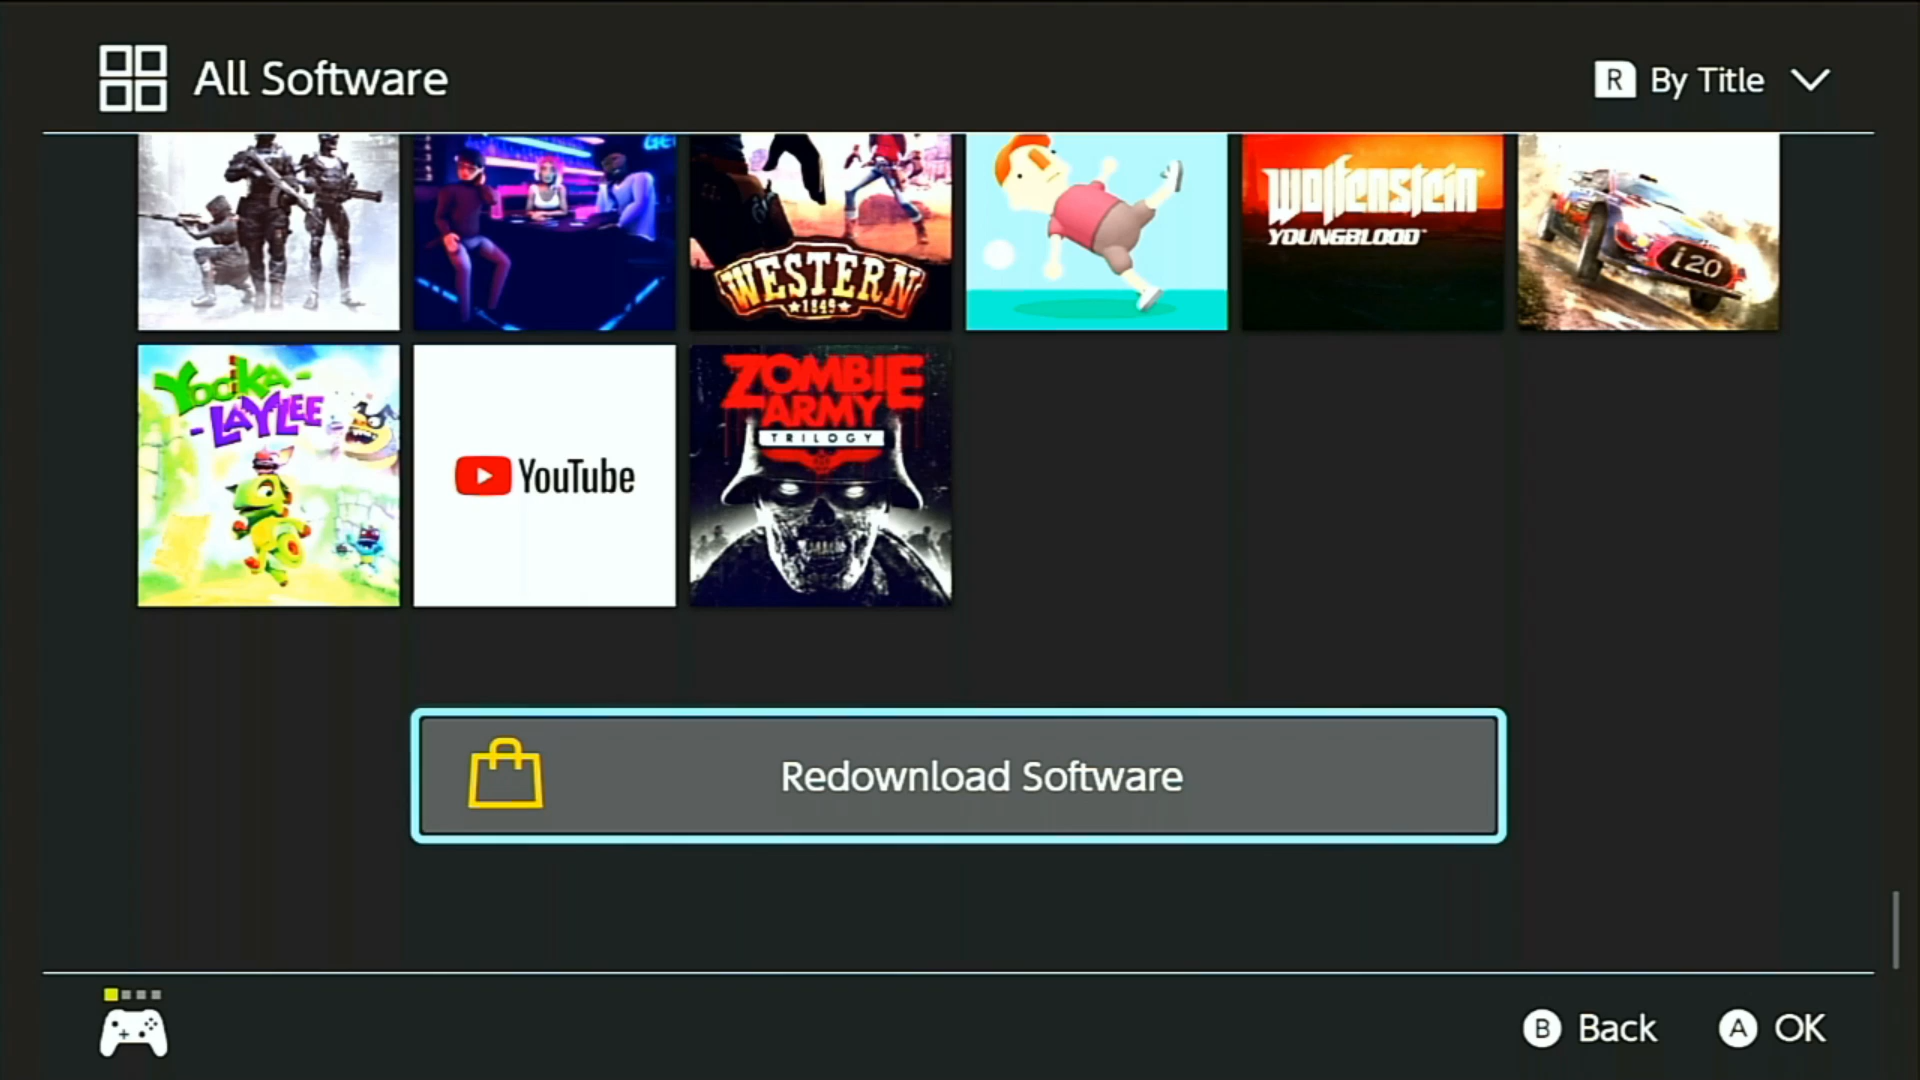 All Software
R By Title
GE
WESTERN
1849
Wolfenstein
YOUNGBLOOD
i20
YOOKA-
-LAYLEE
YouTube
ZOMBIE
ARMY
TRILOGY
Redownload Software
B Back
A OK